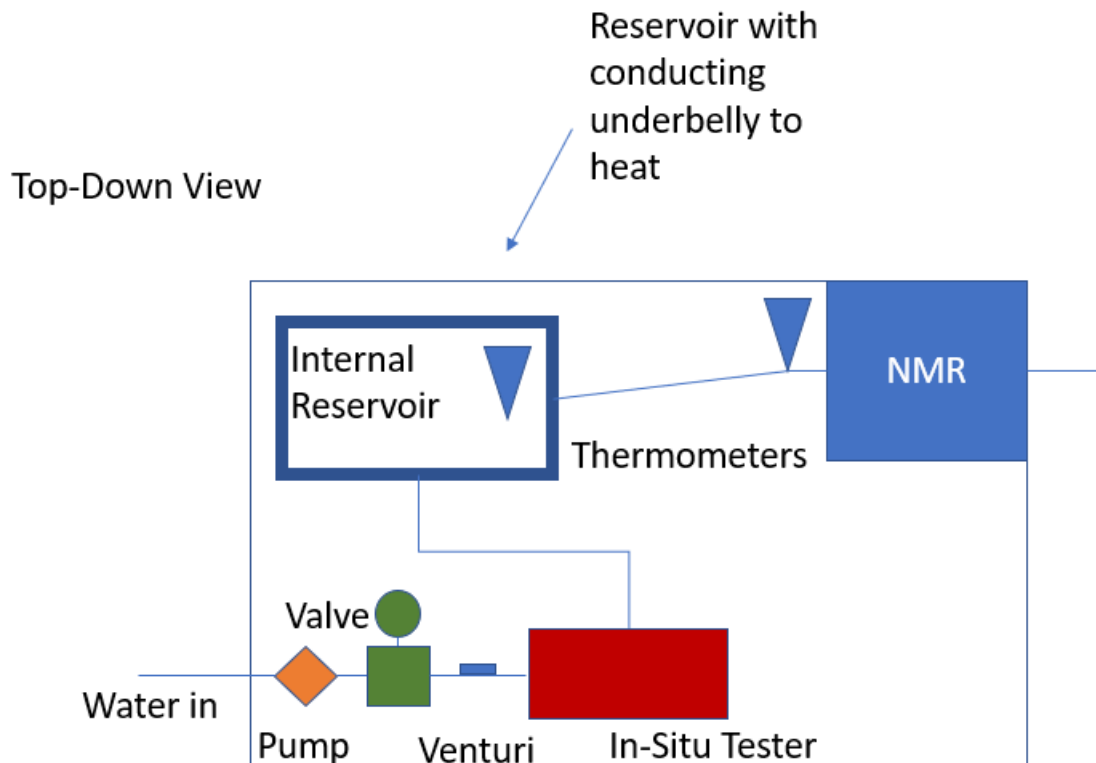 Reservoir with
conducting
underbelly to
heat
Top-Down View
Internal
Reservoir
NMR
Thermometers
Valve
Water in
Pump
Venturi
In-Situ Tester